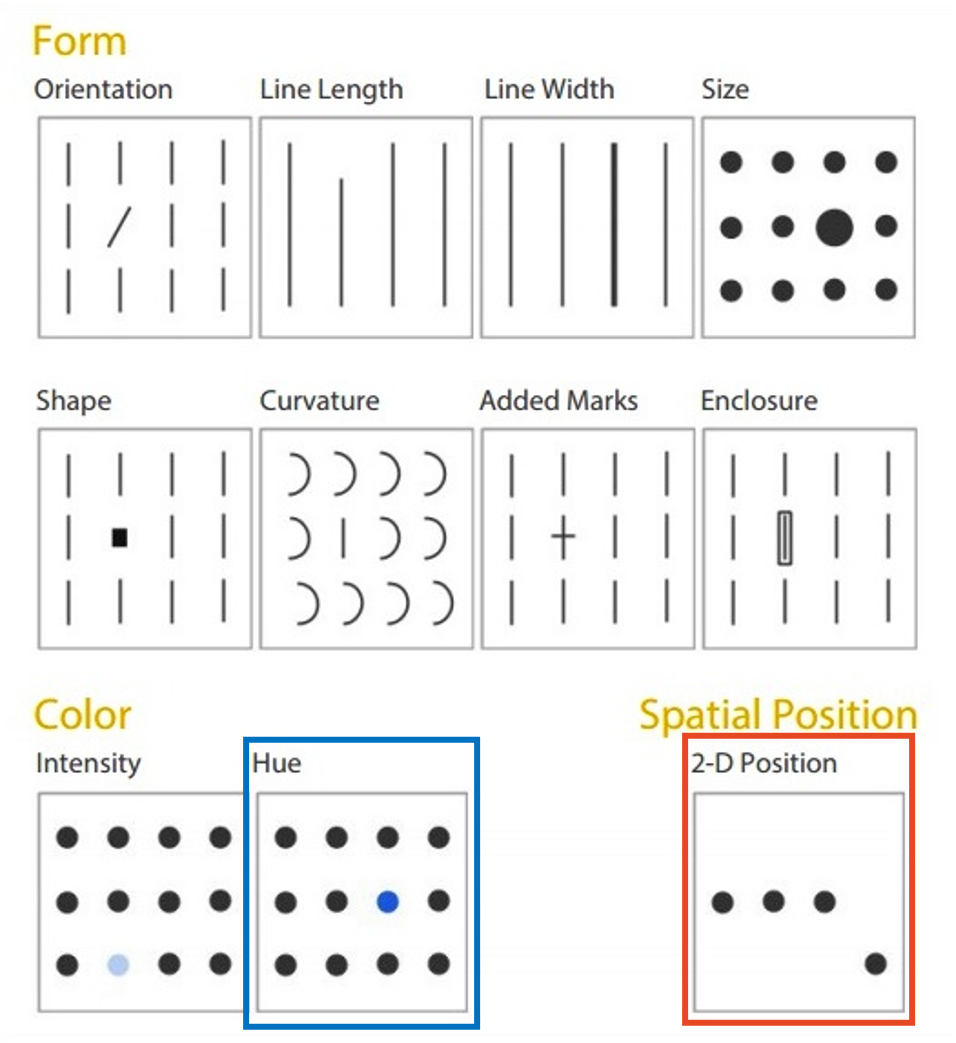 Form
Orientation Line Length Line Width Size
Shape Curvature Added Marks Enclosure
Color Spatial Position
Intensity Hue 2-D Position